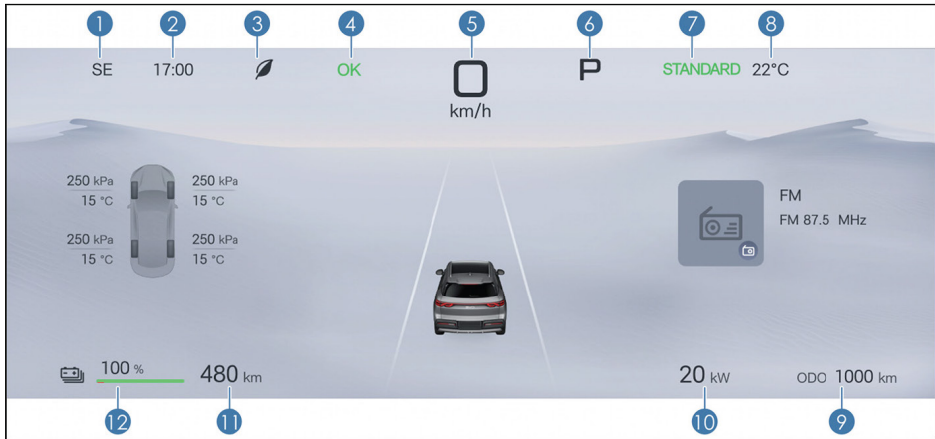 1 2 3 4 5 6 7 8
SE 17:00 OK 0 P STANDARD 22°C
km/h
250 kPa 250 kPa
15 °C 15 °C
FM
FM 87.5 MHz
250 kPa 250 kPa
15 °C 15 °C
100 % 480 km 20 kW ODO 1000 km
12 11 10 9